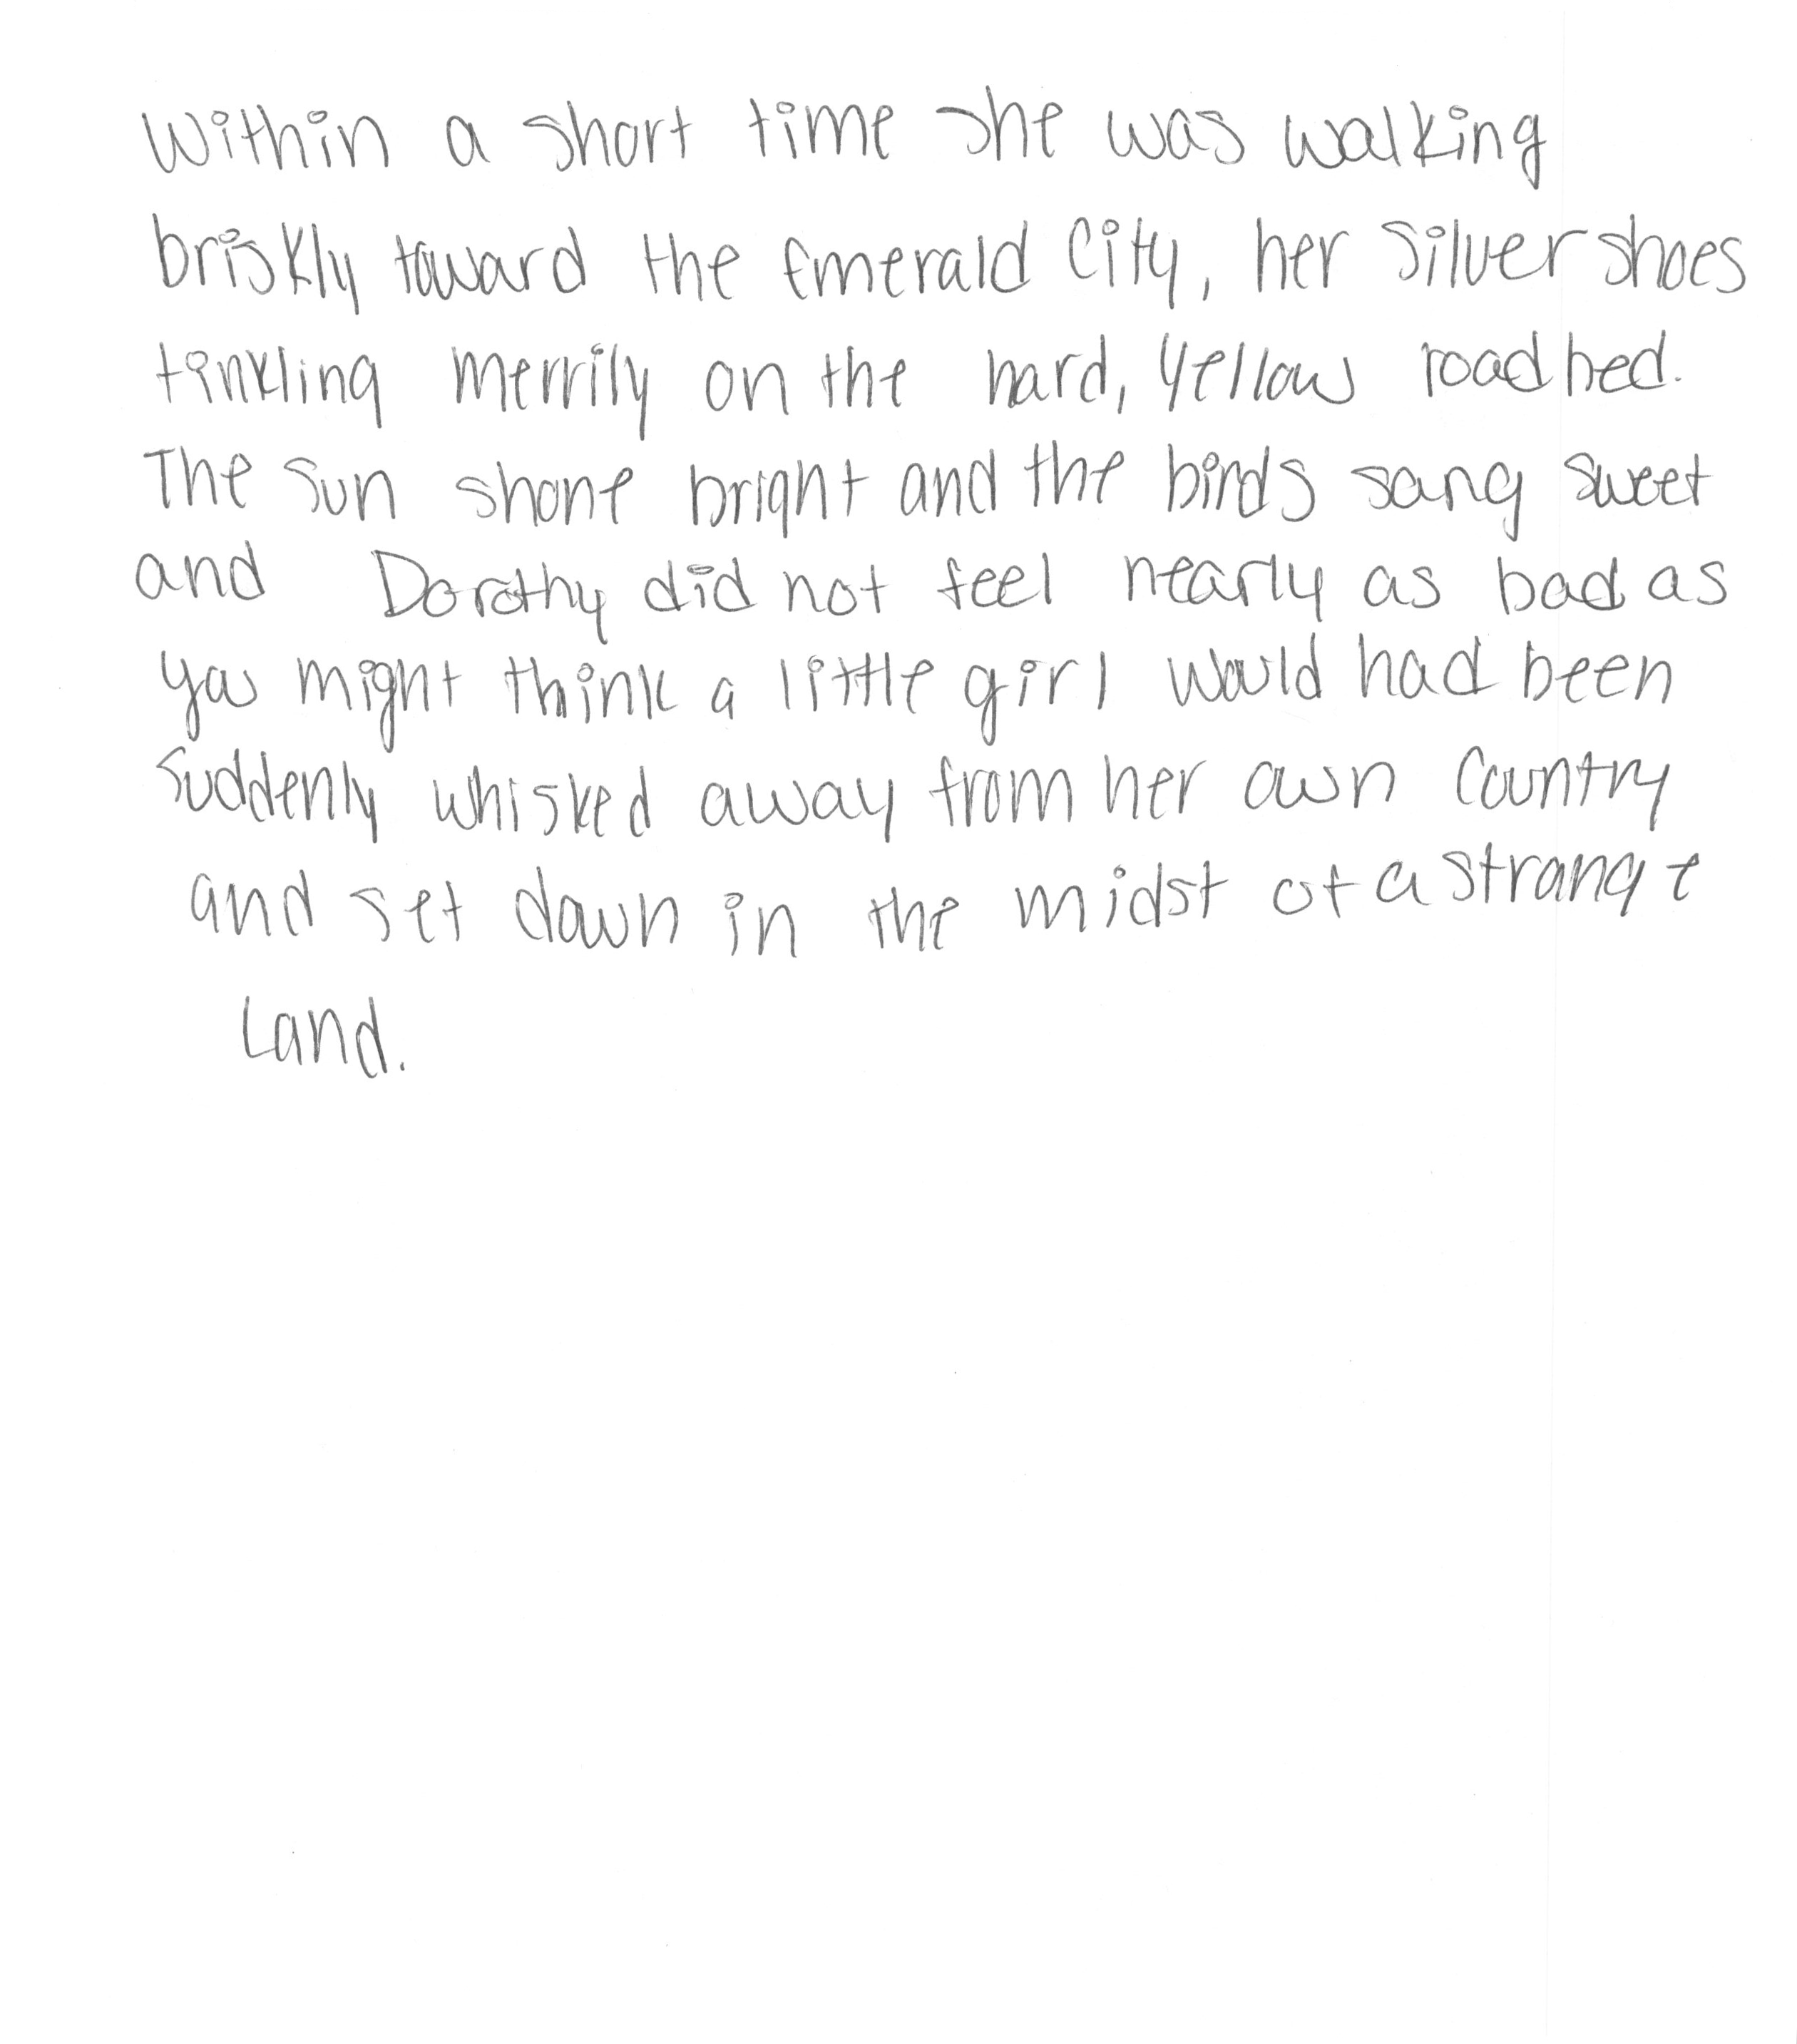 Within a short time she was walking
briskly toward the Emerald City, her Silver shoes
tinkling merrily on the hard, yellow roadbed.
The sun shone bright and the birds sang sweet
and Dorothy did not feel nearly as bad as
you might think a little girl would had been
suddenly whisked away from her own country
and set down in the midst of a strange
Land.